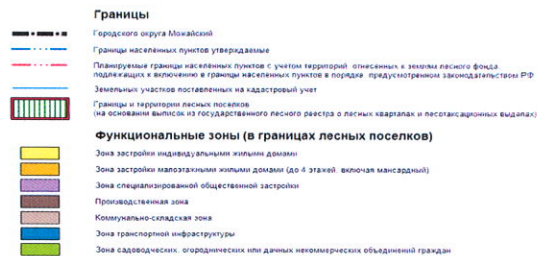 Границы
Городского округа Можайский
Границы населенных пунктов утверждаемые
Планируемые границы населенных пунктов с учетом территорий, отнесенных к землям лесного фонда,
подлежащих к включению в границы населенных пунктов в порядке, предусмотренном законодательством РФ
Земельных участков поставленных на кадастровый учет
Границы и территории лесных поселков
(на основании выписок из государственного лесного реестра о лесных кварталах и лесотаксационных выделах)
Функциональные зоны (в границах лесных поселков)
Зона застройки индивидуальными жилыми домами
Зона застройки малоэтажными жилыми домами (до 4 этажей, включая мансардный)
Зона специализированной общественной застройки
Производственная зона
Коммунально-складская зона
Зона транспортной инфраструктуры
Зона садоводческих, огороднических или дачных некоммерческих объединений граждан